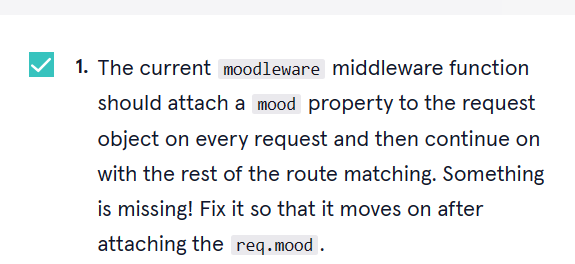 1. The current moodleware middleware function
should attach a mood property to the request
object on every request and then continue on
with the rest of the route matching. Something
is missing! Fix it so that it moves on after
attaching the req.mood.